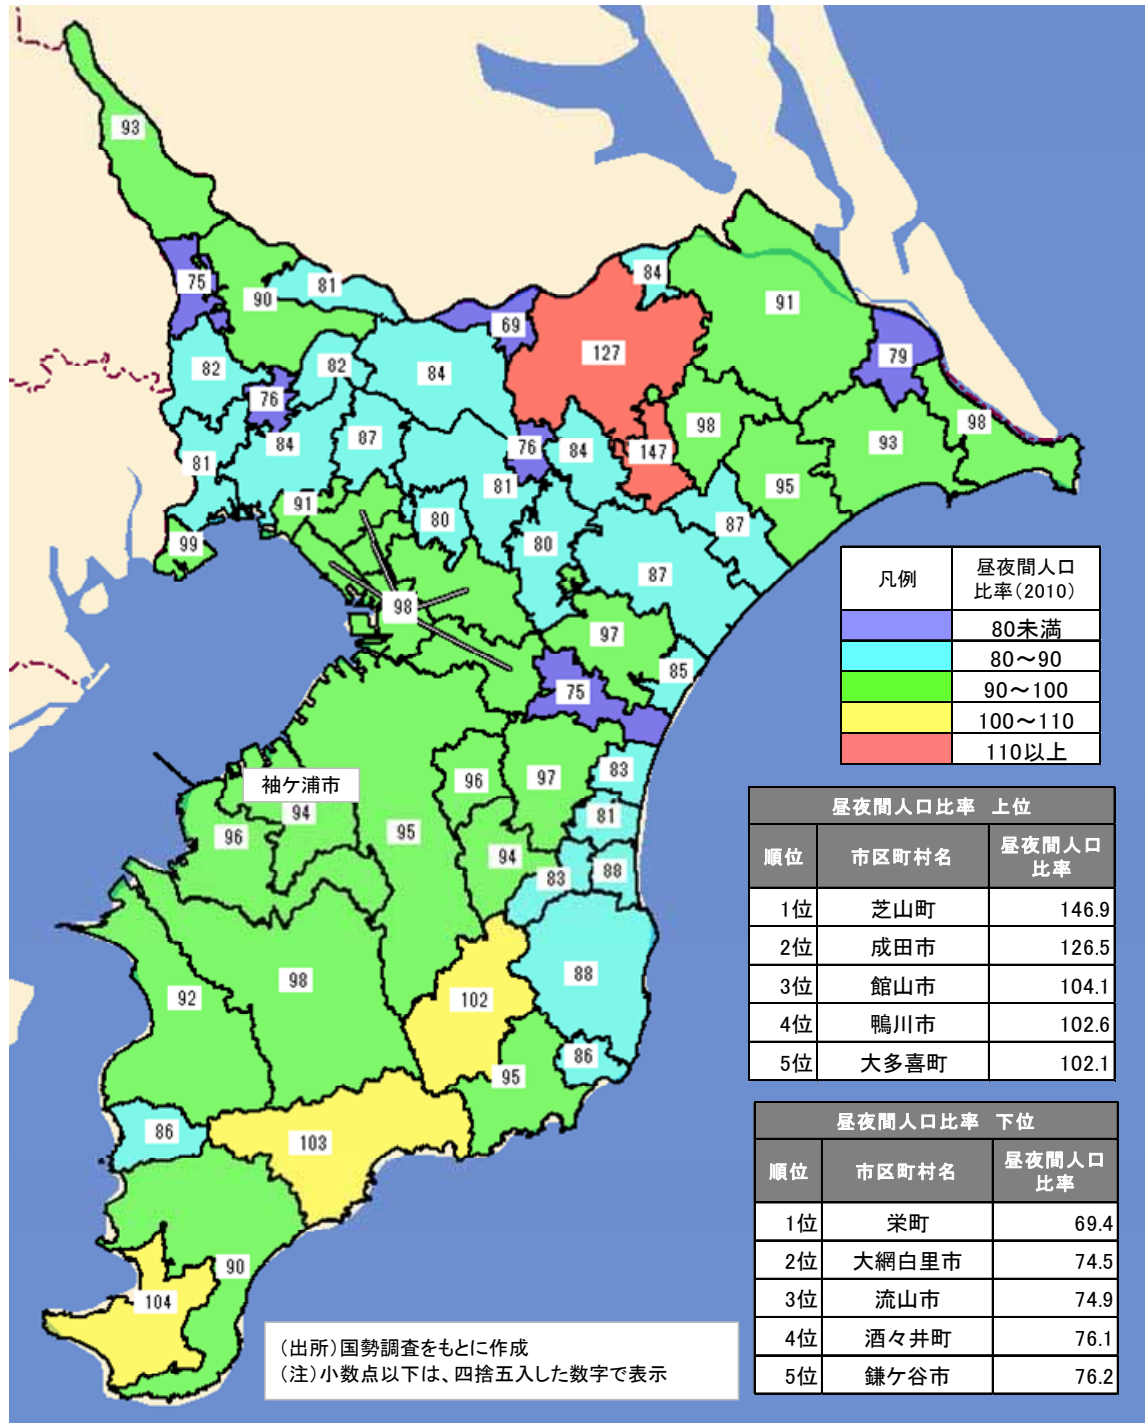 93
75
90
81
69
84
91
127
79
82
76
82
84
84
87
81
91
80
99
98
76
81
84
147
98
95
93
98
87
80
87
97
85
75
凡例
昼夜間人口
比率(2010)
80未満
80～90
90～100
100～110
110以上
袖ケ浦市
94
96
95
96
97
83
81
94
83
88
92
98
102
88
86
95
86
103
90
104
昼夜間人口比率 上位
順位
市区町村名
昼夜間人口
比率
1位 芝山町 146.9
2位 成田市 126.5
3位 館山市 104.1
4位 鴨川市 102.6
5位 大多喜町 102.1
昼夜間人口比率 下位
順位
市区町村名
昼夜間人口
比率
1位 栄町 69.4
2位 大網白里市 74.5
3位 流山市 74.9
4位 酒々井町 76.1
5位 鎌ケ谷市 76.2
(出所)国勢調査をもとに作成
(注)小数点以下は、四捨五入した数字で表示